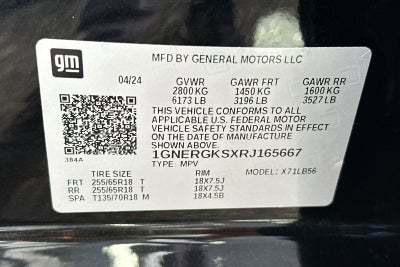 gm
MFD BY GENERAL MOTORS LLC
04/24 GVWR GAWR FRT GAWR RR
2800 KG 1450 KG 1600 KG
6173 LB 3196 LB 3527 LB
THIS VEHICLE CONFORMS TO ALL
APPLICABLE U.S. FEDERAL MOTOR
VEHICLE SAFETY STANDARDS IN EFFECT ON
THE DATE OF MANUFACTURE SHOWN ABOVE.
1GNERGKSXRJ165667
384A TYPE: MPV MODEL: X71LB56
TIRE SIZE RIM
FRT 255/65R18 T 18X7.5J
RR 255/65R18 T 18X7.5J
SPA T135/70R18 M 18X4.5B